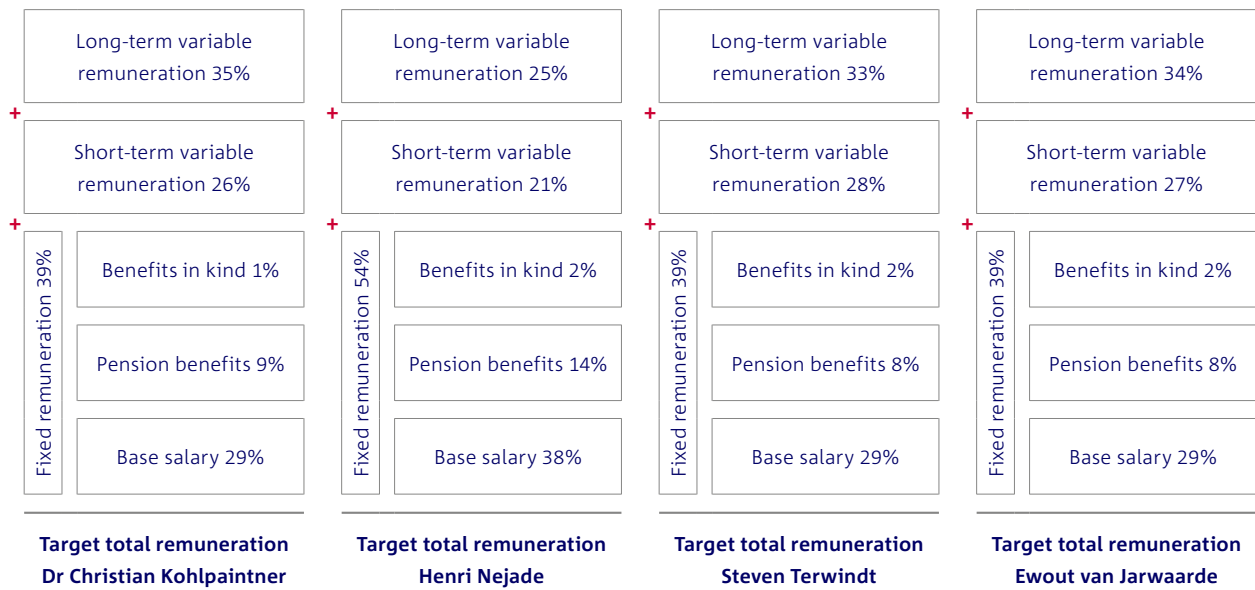 Long-term variable
remuneration 35%
+
Short-term variable
remuneration 26%
+
Fixed remuneration 39%
Benefits in kind 1%
Pension benefits 9%
Base salary 29%
Target total remuneration
Dr Christian Kohlpaintner
Long-term variable
remuneration 25%
+
Short-term variable
remuneration 21%
+
Fixed remuneration 54%
Benefits in kind 2%
Pension benefits 14%
Base salary 38%
Target total remuneration
Henri Nejade
Long-term variable
remuneration 33%
+
Short-term variable
remuneration 28%
+
Fixed remuneration 39%
Benefits in kind 2%
Pension benefits 8%
Base salary 29%
Target total remuneration
Steven Terwindt
Long-term variable
remuneration 34%
+
Short-term variable
remuneration 27%
+
Fixed remuneration 39%
Benefits in kind 2%
Pension benefits 8%
Base salary 29%
Target total remuneration
Ewout van Jarwaarde